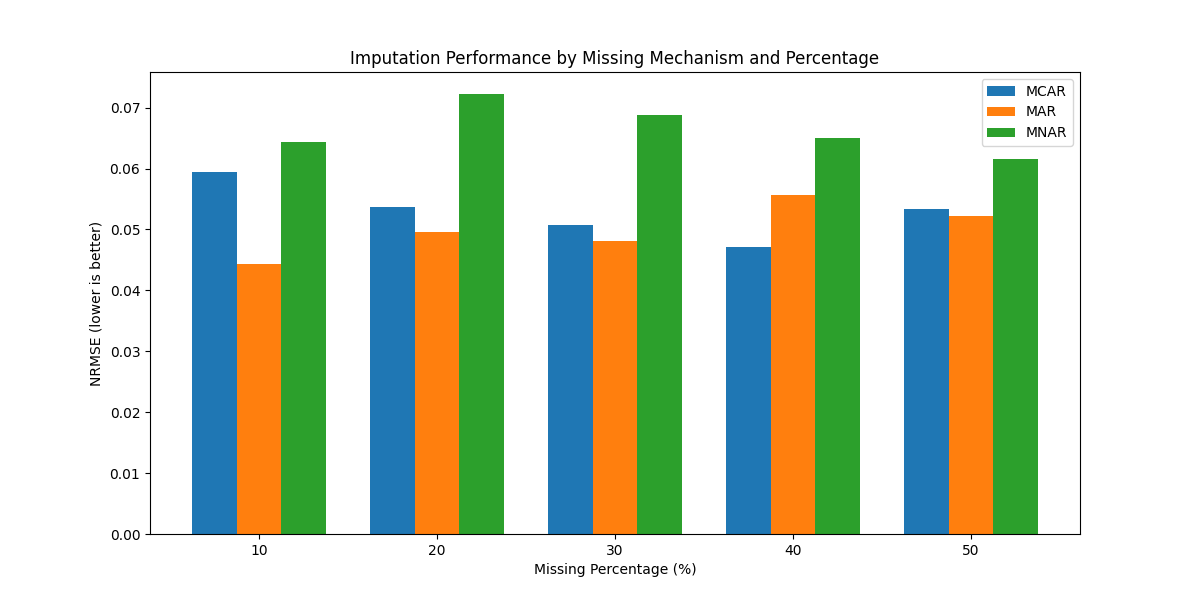 Imputation Performance by Missing Mechanism and Percentage
MCAR
MAR
MNAR
NRMSE (lower is better)
0.07
0.06
0.05
0.04
0.03
0.02
0.01
0.00
10 20 30 40 50
Missing Percentage (%)